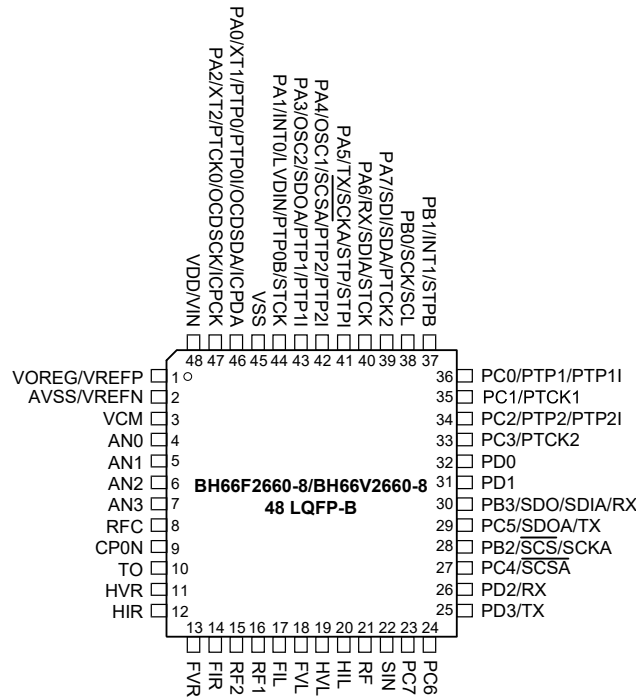 PA0/XT1/PTP0/PTP0I/OCDSDA/ICPDA
PA2/XT2/PTCK0/OCDSCK/ICPCK
VDD/VIN
VSS
PA1/INT0/LVDIN/PTP0B/STCK
PA3/OSC2/SDOA/PTP1/PTP1I
PA4/OSC1/SCSA/PTP2/PTP2I
PA5/TX/SCKA/STP/STPI
PA6/RX/SDIA/STCK
PA7/SDI/SDA/PTCK2
PB0/SCK/SCL
PB1/INT1/STPB
48 47 46 45 44 43 42 41 40 39 38 37
VOREG/VREFP 1
AVSS/VREFN 2
VCM 3
AN0 4
AN1 5
AN2 6
AN3 7
RFC 8
CP0N 9
TO 10
HVR 11
HIR 12
BH66F2660-8/BH66V2660-8
48 LQFP-B
36 PC0/PTP1/PTP1I
35 PC1/PTCK1
34 PC2/PTP2/PTP2I
33 PC3/PTCK2
32 PD0
31 PD1
30 PB3/SDO/SDIA/RX
29 PC5/SDOA/TX
28 PB2/SCS/SCKA
27 PC4/SCSA
26 PD2/RX
25 PD3/TX
13 14 15 16 17 18 19 20 21 22 23 24
FVR
FIR
RF2
RF1
FIL
FVL
HVL
HIL
RF
SIN
PC7
PC6